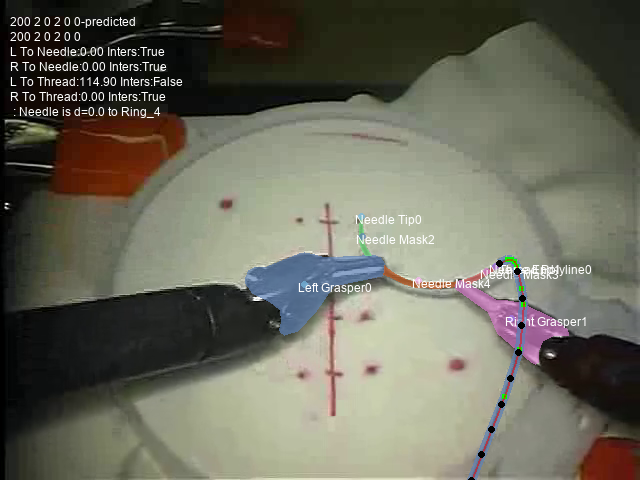 200 2 0 2 0 0-predicted
200 2 0 2 0 0
L To Needle:0.00 Inters:True
R To Needle:0.00 Inters:True
L To Thread:114.90 Inters:False
R To Thread:0.00 Inters:True
: Needle is d=0.0 to Ring_4
Needle Tip0
Needle Mask2
Needle Mask4
Left Grasper0
Right Grasper1